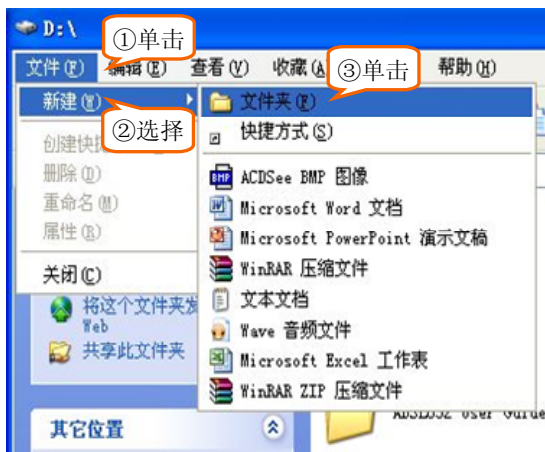 D:\
①单击
文件(F) 编辑(E) 查看(V) 收藏(A ③单击 帮助(H)
新建(W)
②选择
创建快捷
删除(D)
重命名(M)
属性(R)
关闭(C)
文件夹(F)
快捷方式(S)
BMP ACDSee BMP 图像
Microsoft Word 文档
Microsoft PowerPoint 演示文稿
WinRAR 压缩文件
文本文档
Wave 音频文件
Microsoft Excel 工作表
WinRAR ZIP 压缩文件
将这个文件夹发
Web
共享此文件夹
其它位置
User Guide